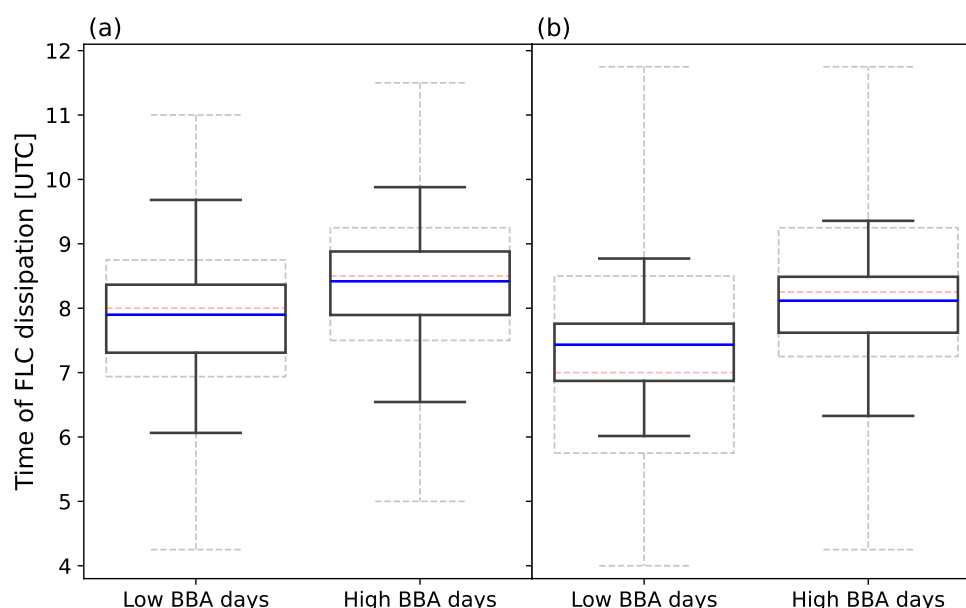 (a)
(b)
12
11
10
9
8
7
6
5
4
Time of FLC dissipation [UTC]
Low BBA days
High BBA days
Low BBA days
High BBA days